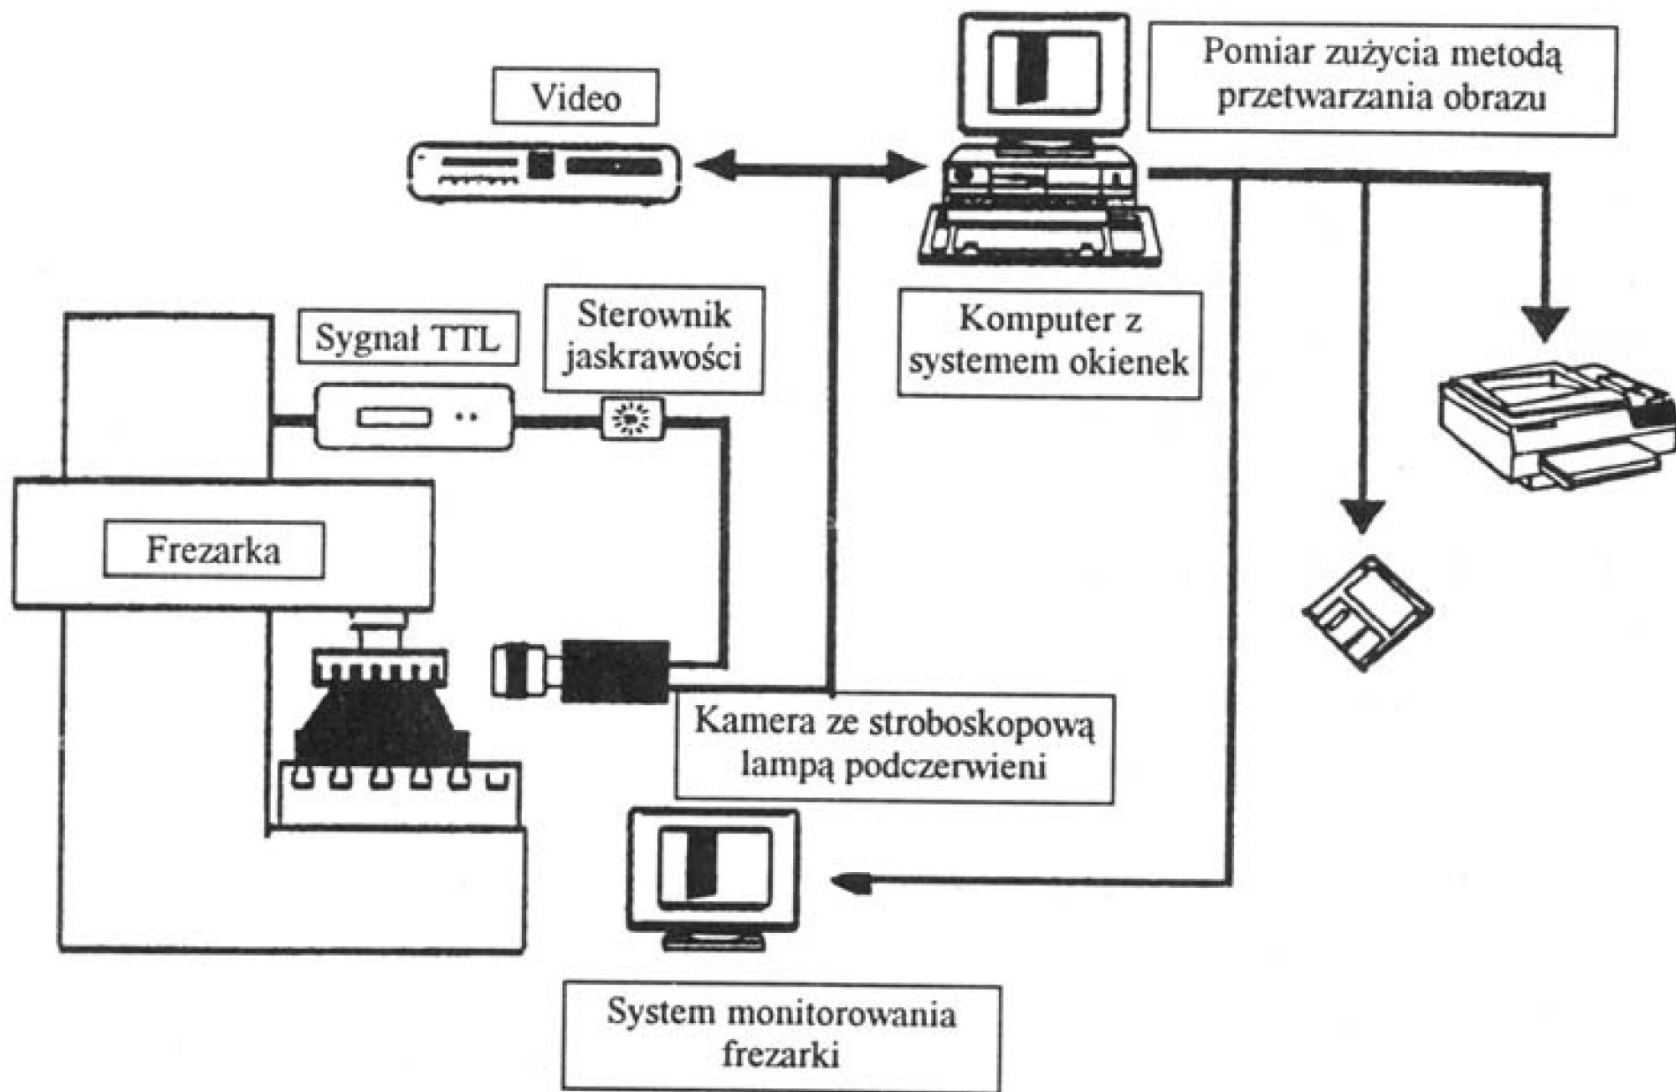 Video
Pomiar zużycia metodą
przetwarzania obrazu
Sygnał TTL
Sterownik
jaskrawości
Komputer z
systemem okienek
Frezarka
Kamera ze stroboskopową
lampą podczerwieni
System monitorowania
frezarki